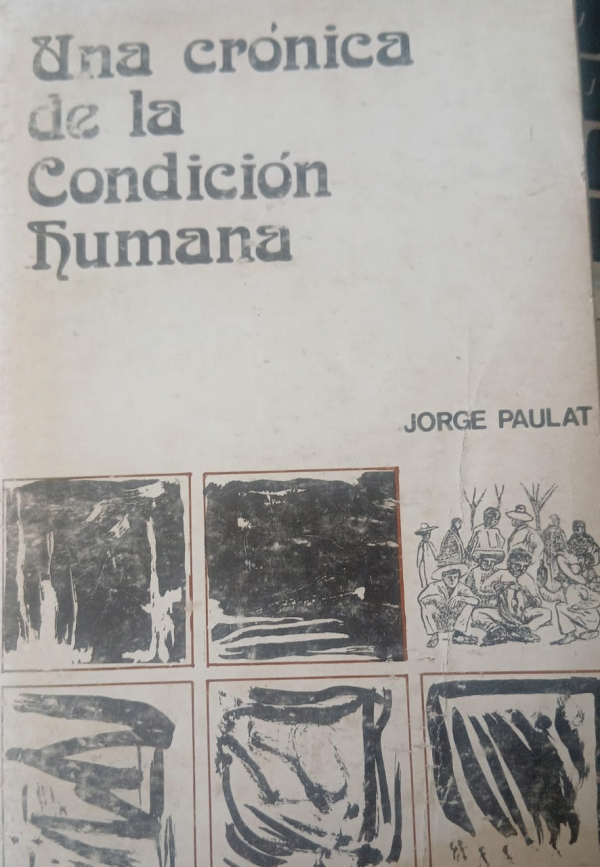 Una crónica
de la
Condición
humana
JORGE PAULAT